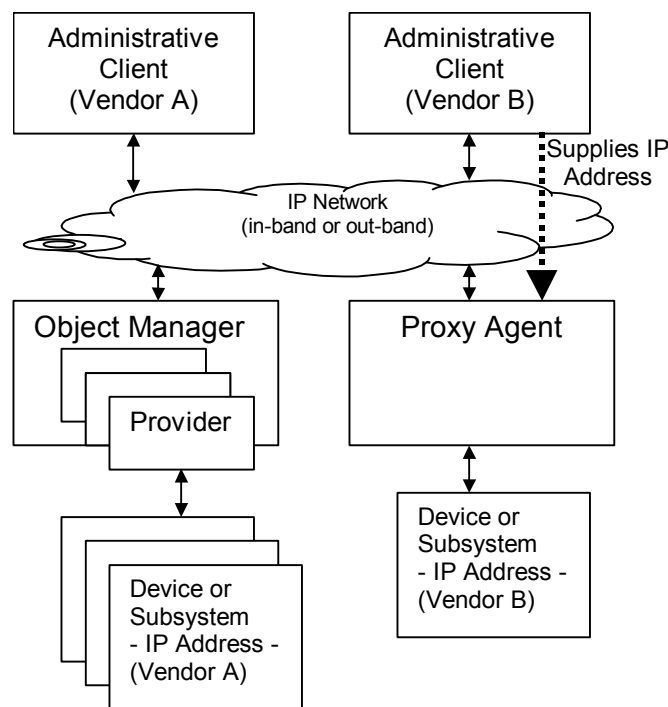 Administrative
Client
(Vendor A)
Administrative
Client
(Vendor B)
Supplies IP
Address
IP Network
(in-band or out-band)
Object Manager
Provider
Proxy Agent
Device or
Subsystem
- IP Address -
(Vendor A)
Device or
Subsystem
- IP Address -
(Vendor B)